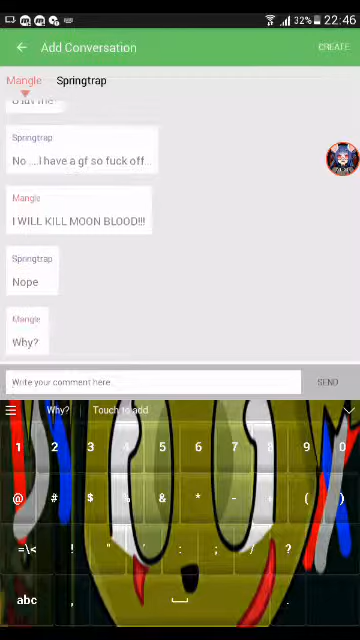 32% 22:46
Add Conversation CREATE
Mangle Springtrap
U luv me
Springtrap
No ....I have a gf so fuck off...
Mangle
I WILL KILL MOON BLOOD!!!
Springtrap
Nope
Mangle
Why?
Write your comment here... SEND
Why? Touch to add
1 2 3 4 5 6 7 8 9 0
@ # $ % & * - + ( )
=\< ! " ' : ; / ?
abc , .